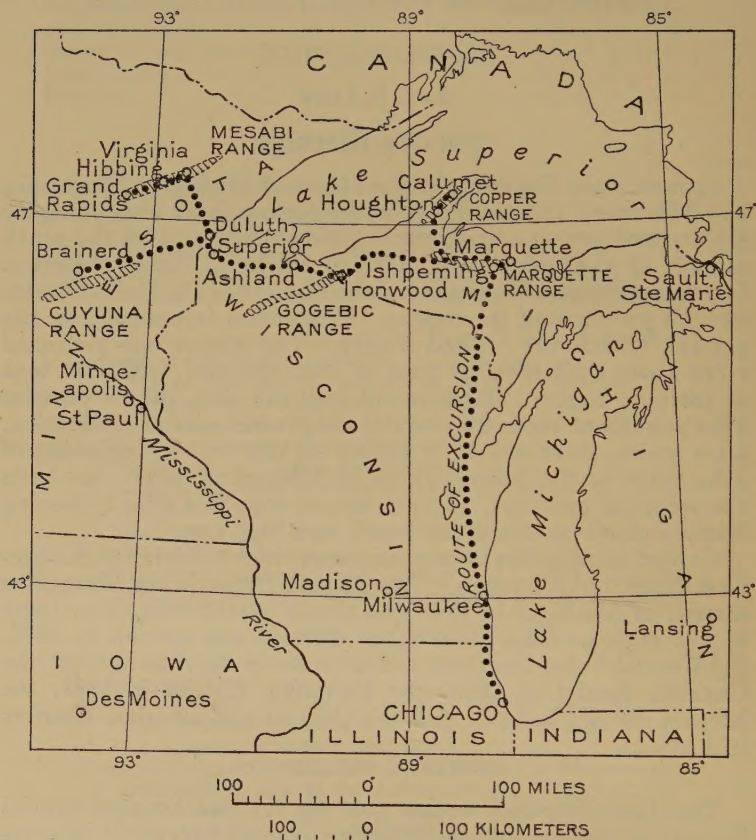 93°
89°
85°
CANADA
Virginia
MESABI
RANGE
Hibbing
Grand
Rapids
Lake Superior
Calumet
Houghton
COPPER
RANGE
47°
47°
Duluth
Superior
Marquette
Brainerd
Ashland
Ishpeming
MARQUETTE
RANGE
Sault
Ste Marie
Ironwood
CUYUNA
RANGE
GOGEBIC
RANGE
MINNESOTA
WISCONSIN
MICHIGAN
Minne-
apolis
St Paul
Mississippi
River
ROUTE OF EXCURSION
Lake Michigan
43°
43°
Madison
Milwaukee
Lansing
IOWA
Des Moines
CHICAGO
ILLINOIS
INDIANA
93°
89°
85°
100 0 100 MILES
100 0 100 KILOMETERS